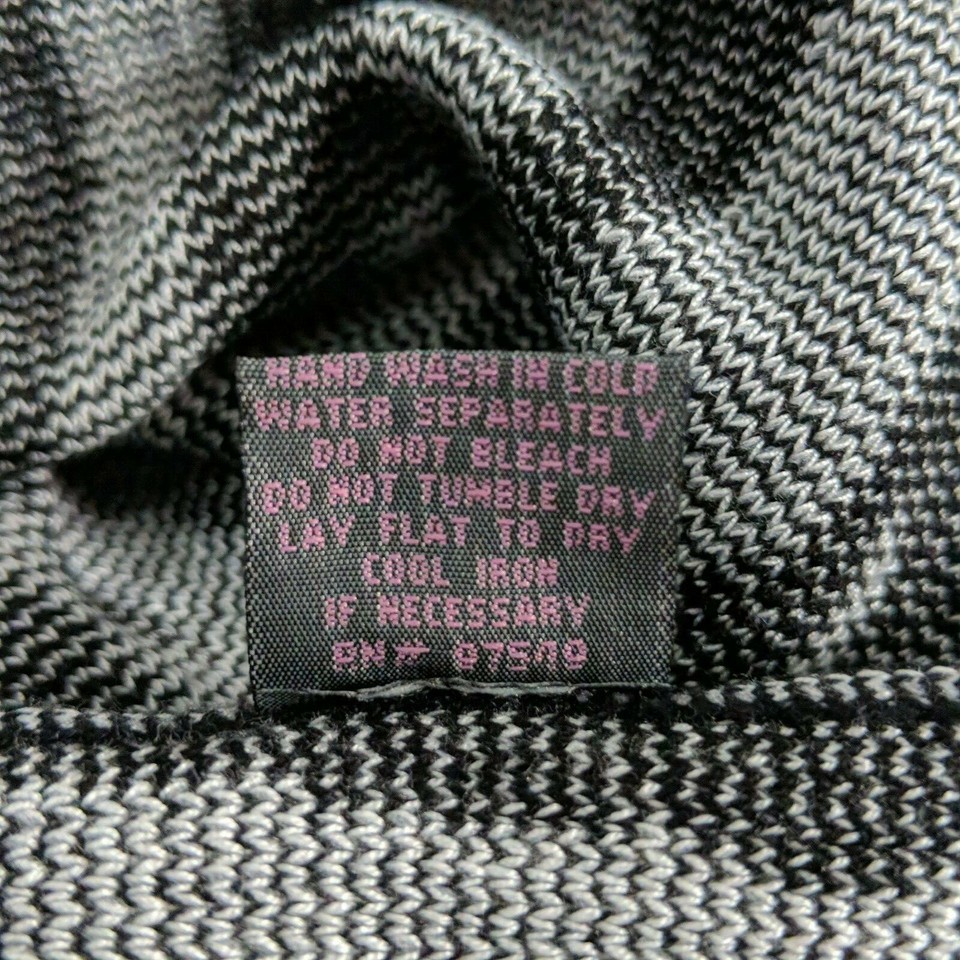 HAND WASH IN COLD
WATER SEPARATELY
DO NOT BLEACH
DO NOT TUMBLE DRY
LAY FLAT TO DRY
COOL IRON
IF NECESSARY
RN #